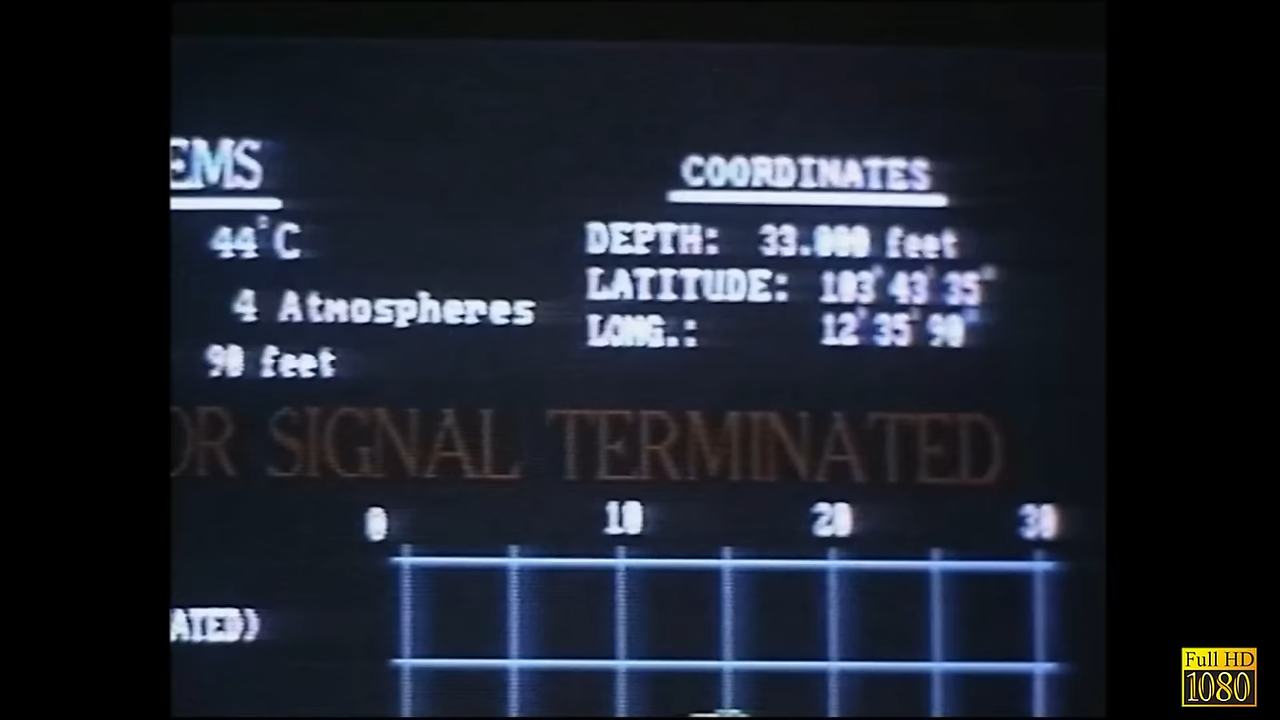 EMS
COORDINATES
44°C
DEPTH: 33.000 feet
4 Atmospheres
LATITUDE: 103°43'35"
90 feet
LONG.: 12°35'90"
OR SIGNAL TERMINATED
0 10 20 30
ATED)
Full HD
1080